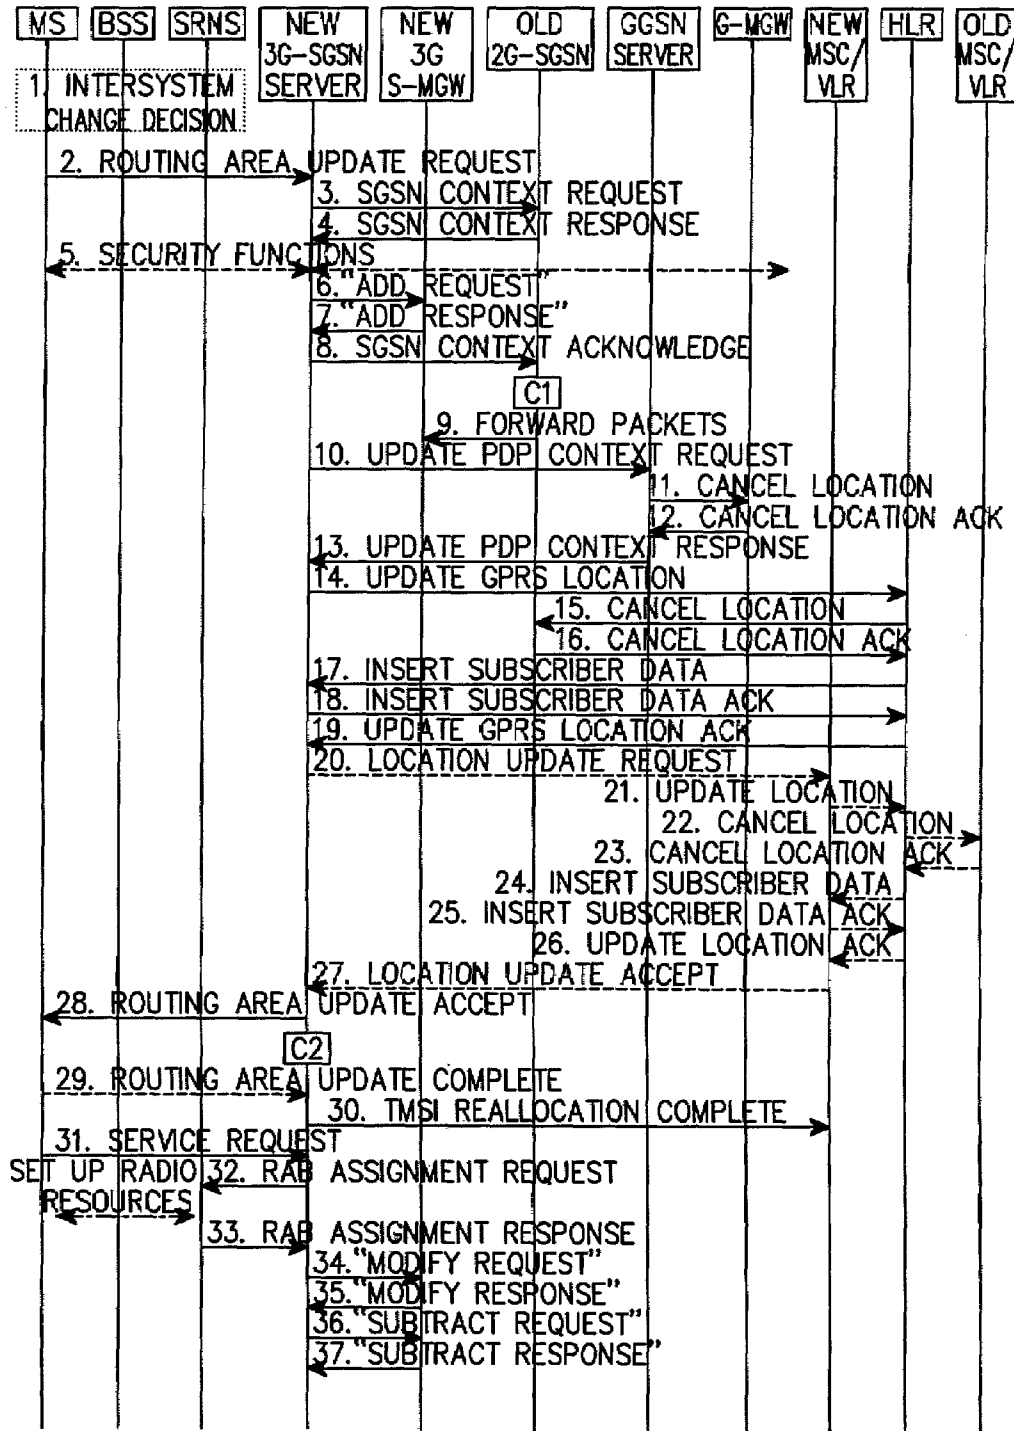 MS BSS SRNS NEW 3G-SGSN SERVER NEW 3G S-MGW OLD 2G-SGSN GGSN SERVER G-MGW NEW MSC/ VLR HLR OLD MSC/ VLR
1. INTERSYSTEM
CHANGE DECISION
2. ROUTING AREA UPDATE REQUEST
3. SGSN CONTEXT REQUEST
4. SGSN CONTEXT RESPONSE
5. SECURITY FUNCTIONS
6."ADD REQUEST"
7."ADD RESPONSE"
8. SGSN CONTEXT ACKNOWLEDGE
C1
9. FORWARD PACKETS
10. UPDATE PDP CONTEXT REQUEST
11. CANCEL LOCATION
12. CANCEL LOCATION ACK
13. UPDATE PDP CONTEXT RESPONSE
14. UPDATE GPRS LOCATION
15. CANCEL LOCATION
16. CANCEL LOCATION ACK
17. INSERT SUBSCRIBER DATA
18. INSERT SUBSCRIBER DATA ACK
19. UPDATE GPRS LOCATION ACK
20. LOCATION UPDATE REQUEST
21. UPDATE LOCATION
22. CANCEL LOCATION
23. CANCEL LOCATION ACK
24. INSERT SUBSCRIBER DATA
25. INSERT SUBSCRIBER DATA ACK
26. UPDATE LOCATION ACK
27. LOCATION UPDATE ACCEPT
28. ROUTING AREA UPDATE ACCEPT
C2
29. ROUTING AREA UPDATE COMPLETE
30. TMSI REALLOCATION COMPLETE
31. SERVICE REQUEST
SET UP RADIO 32. RAB ASSIGNMENT REQUEST
RESOURCES
33. RAB ASSIGNMENT RESPONSE
34."MODIFY REQUEST"
35."MODIFY RESPONSE"
36."SUBTRACT REQUEST"
37."SUBTRACT RESPONSE"